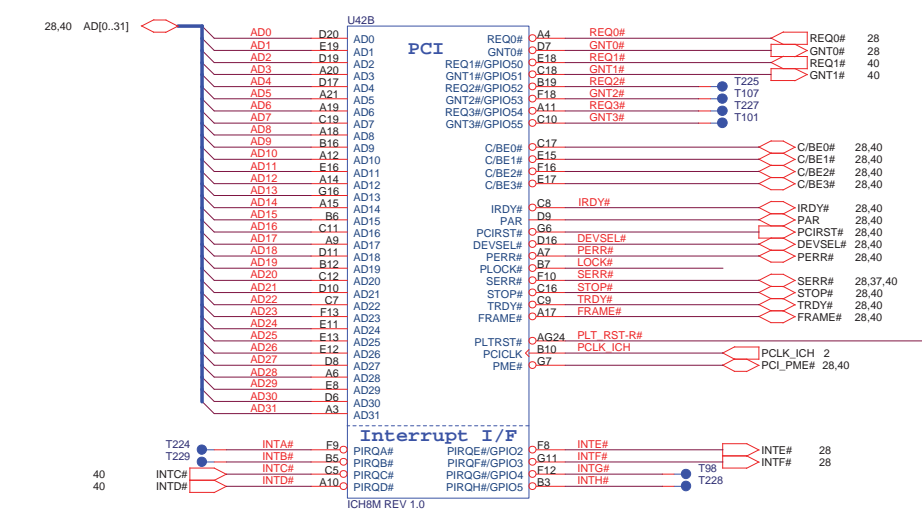 U42B
28,40 AD[0..31]
PCI
AD0 D20 AD0 REQ0# A4 REQ0# REQ0# 28
AD1 E19 AD1 GNT0# D7 GNT0# GNT0# 28
AD2 D19 AD2 REQ1#/GPIO50 E18 REQ1# REQ1# 40
AD3 A20 AD3 GNT1#/GPIO51 C18 GNT1# GNT1# 40
AD4 D17 AD4 REQ2#/GPIO52 B19 REQ2# T225
AD5 A21 AD5 GNT2#/GPIO53 F18 GNT2# T107
AD6 A19 AD6 REQ3#/GPIO54 A11 REQ3# T227
AD7 C19 AD7 GNT3#/GPIO55 C10 GNT3# T101
AD8 A18 AD8
AD9 B16 AD9 C/BE0# C17 C/BE0# 28,40
AD10 A12 AD10 C/BE1# E15 C/BE1# 28,40
AD11 E16 AD11 C/BE2# F16 C/BE2# 28,40
AD12 A14 AD12 C/BE3# E17 C/BE3# 28,40
AD13 G16 AD13
AD14 A15 AD14 IRDY# C8 IRDY# IRDY# 28,40
AD15 B6 AD15 PAR D9 PAR 28,40
AD16 C11 AD16 PCIRST# G6 PCIRST# 28,40
AD17 A9 AD17 DEVSEL# D16 DEVSEL# DEVSEL# 28,40
AD18 D11 AD18 PERR# A7 PERR# PERR# 28,40
AD19 B12 AD19 PLOCK# B7 LOCK#
AD20 C12 AD20 SERR# F10 SERR# SERR# 28,37,40
AD21 D10 AD21 STOP# C16 STOP# STOP# 28,40
AD22 C7 AD22 TRDY# C9 TRDY# TRDY# 28,40
AD23 F13 AD23 FRAME# A17 FRAME# FRAME# 28,40
AD24 E11 AD24
AD25 E13 AD25 PLTRST# AG24 PLT_RST-R#
AD26 E12 AD26 PCICLK B10 PCLK_ICH PCLK_ICH 2
AD27 D8 AD27 PME# G7 PCI_PME# 28,40
AD28 A6 AD28
AD29 E8 AD29
AD30 D6 AD30
AD31 A3 AD31
Interrupt I/F
T224 INTA# F9 PIRQA# PIRQE#/GPIO2 F8 INTE# INTE# 28
T229 INTB# B5 PIRQB# PIRQF#/GPIO3 G11 INTF# INTF# 28
40 INTC# INTC# C5 PIRQC# PIRQG#/GPIO4 F12 INTG# T98
40 INTD# INTD# A10 PIRQD# PIRQH#/GPIO5 B3 INTH# T228
ICH8M REV 1.0